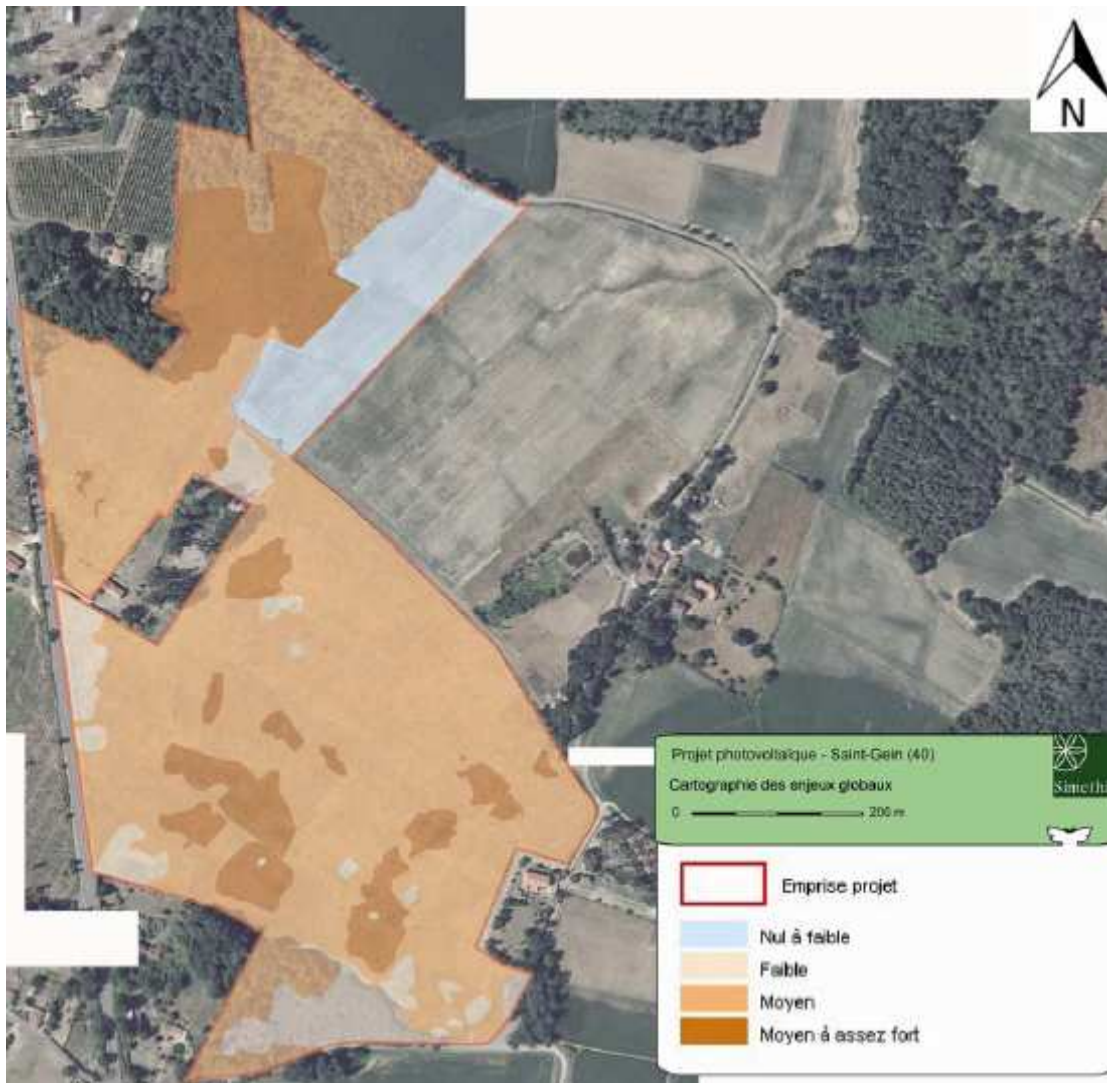 N
Projet photovoltaïque - Saint-Gein (40)
Cartographie des enjeux globaux
0 200 m
Simeth
Emprise projet
Nul à faible
Faible
Moyen
Moyen à assez fort